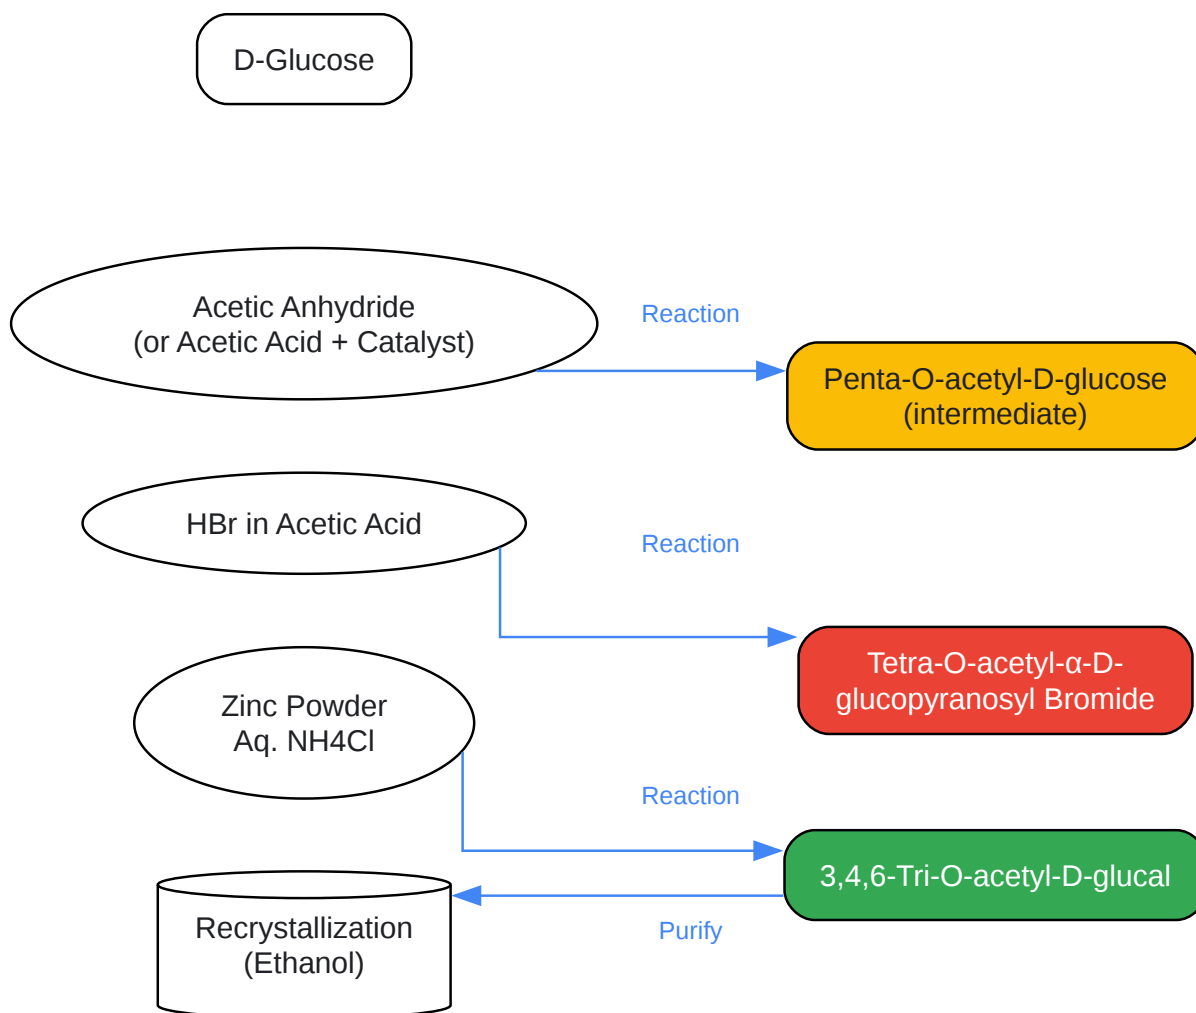 D-Glucose
Acetic Anhydride
(or Acetic Acid + Catalyst)
Reaction
Penta-O-acetyl-D-glucose
(intermediate)
HBr in Acetic Acid
Reaction
Tetra-O-acetyl-α-D-
glucopyranosyl Bromide
Zinc Powder
Aq. NH4Cl
Reaction
3,4,6-Tri-O-acetyl-D-glucal
Purify
Recrystallization
(Ethanol)